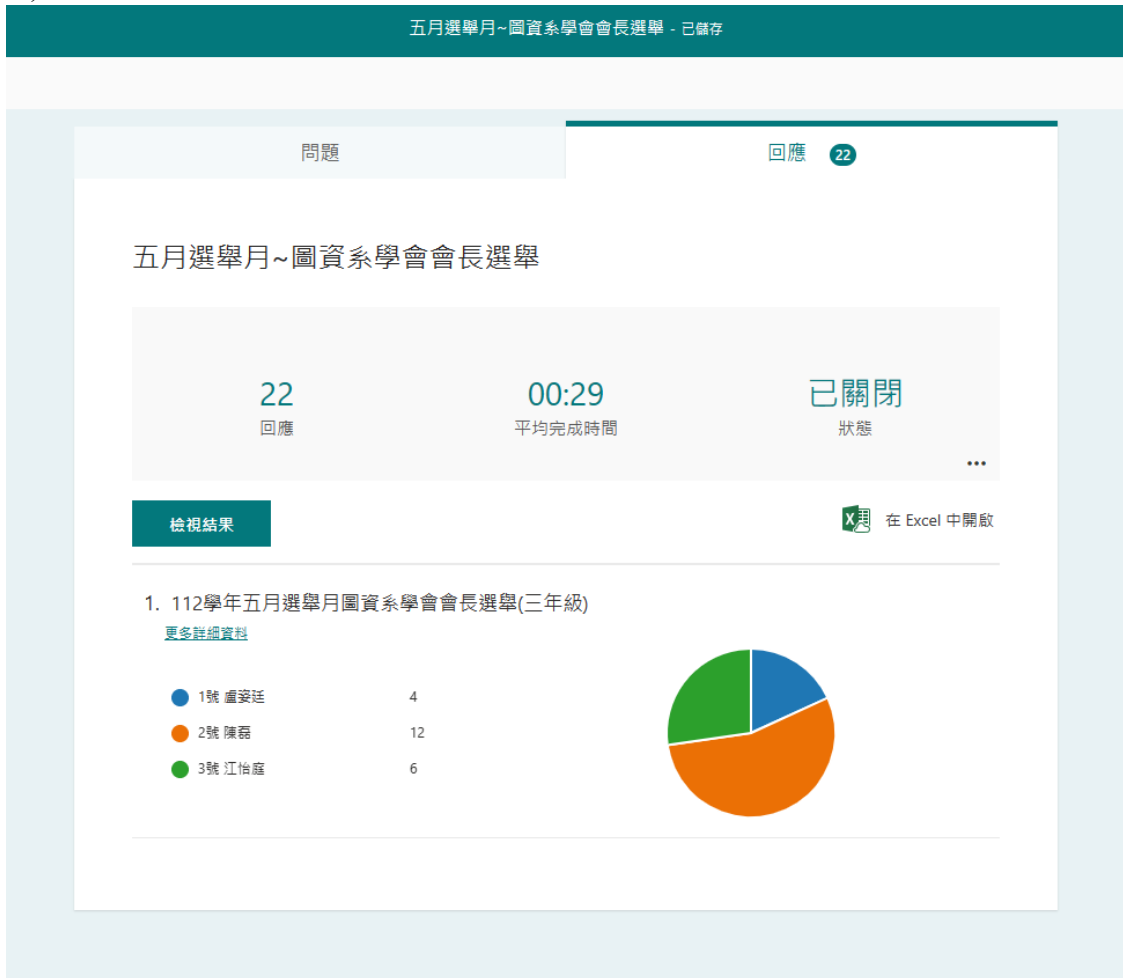 五月選舉月~圖資系學會會長選舉 - 已儲存
問題
回應 22
五月選舉月~圖資系學會會長選舉
22
回應
00:29
平均完成時間
已關閉
狀態
檢視結果
在 Excel 中開啟
1. 112學年五月選舉月圖資系學會會長選舉(三年級)
更多詳細資料
1號 盧姿廷 4
2號 陳磊 12
3號 江怡庭 6